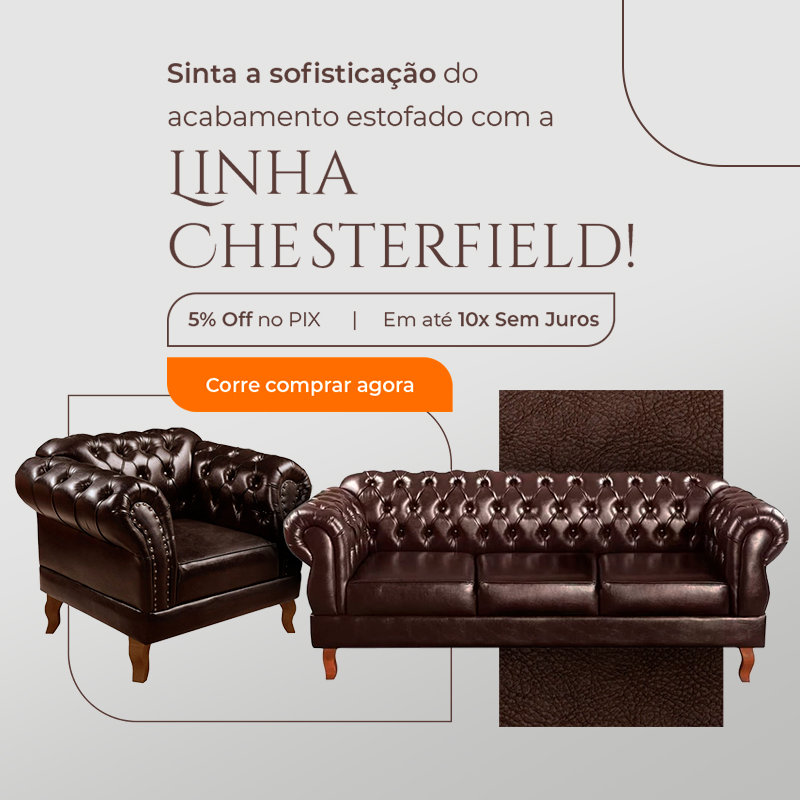 Sinta a sofisticação do
acabamento estofado com a
LINHA
CHESTERFIELD!
5% Off no PIX | Em até 10x Sem Juros
Corre comprar agora